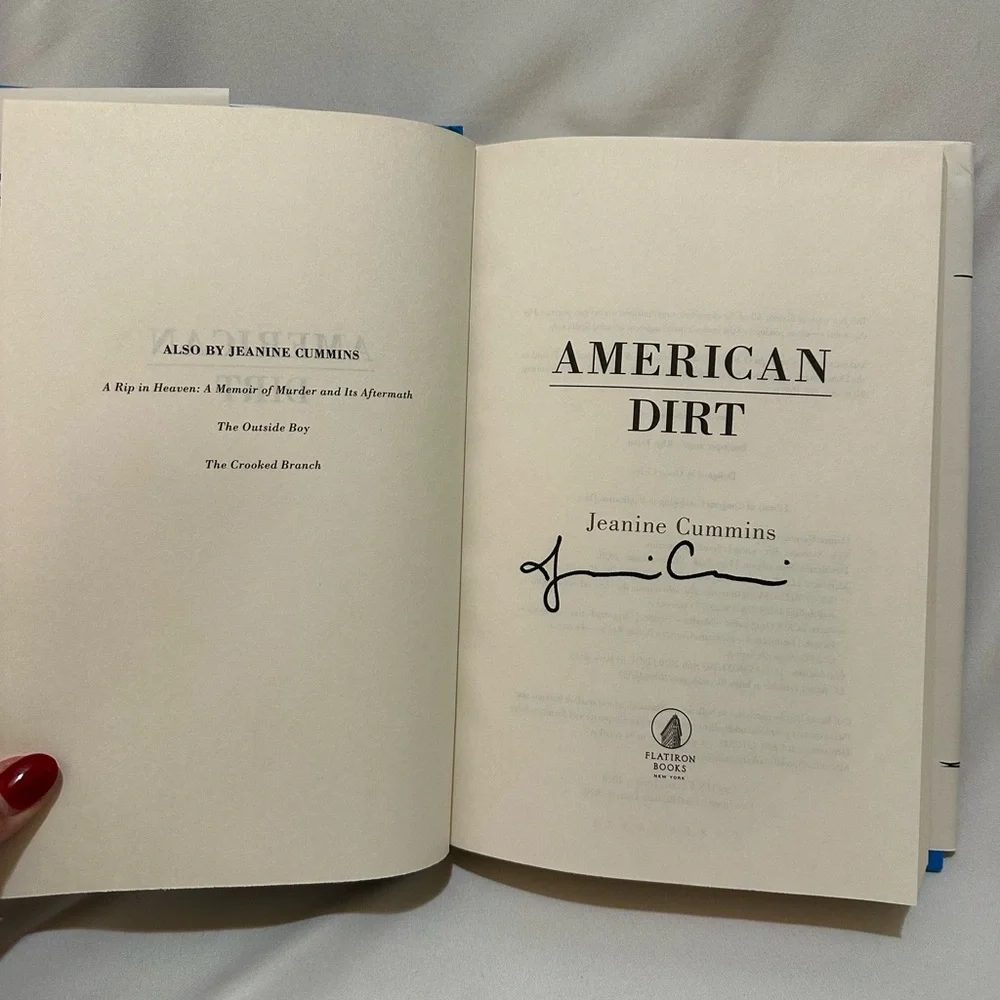 ALSO BY JEANINE CUMMINS
A Rip in Heaven: A Memoir of Murder and Its Aftermath
The Outside Boy
The Crooked Branch
AMERICAN
DIRT
Jeanine Cummins
FLATIRON
BOOKS
NEW YORK